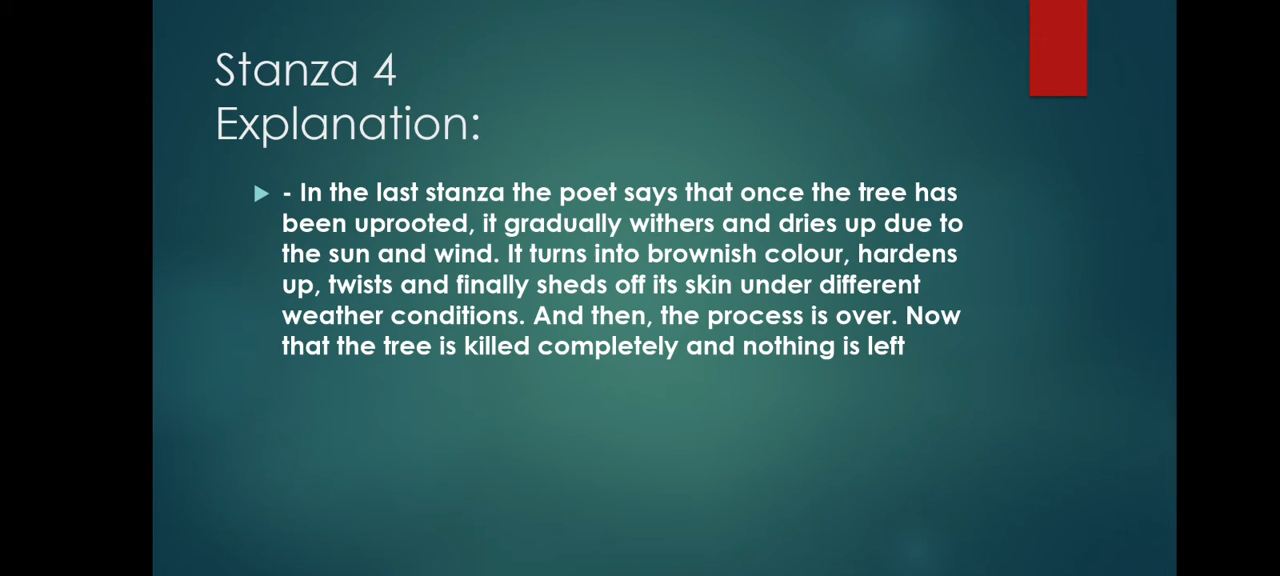 Stanza 4
Explanation:
- In the last stanza the poet says that once the tree has
been uprooted, it gradually withers and dries up due to
the sun and wind. It turns into brownish colour, hardens
up, twists and finally sheds off its skin under different
weather conditions. And then, the process is over. Now
that the tree is killed completely and nothing is left